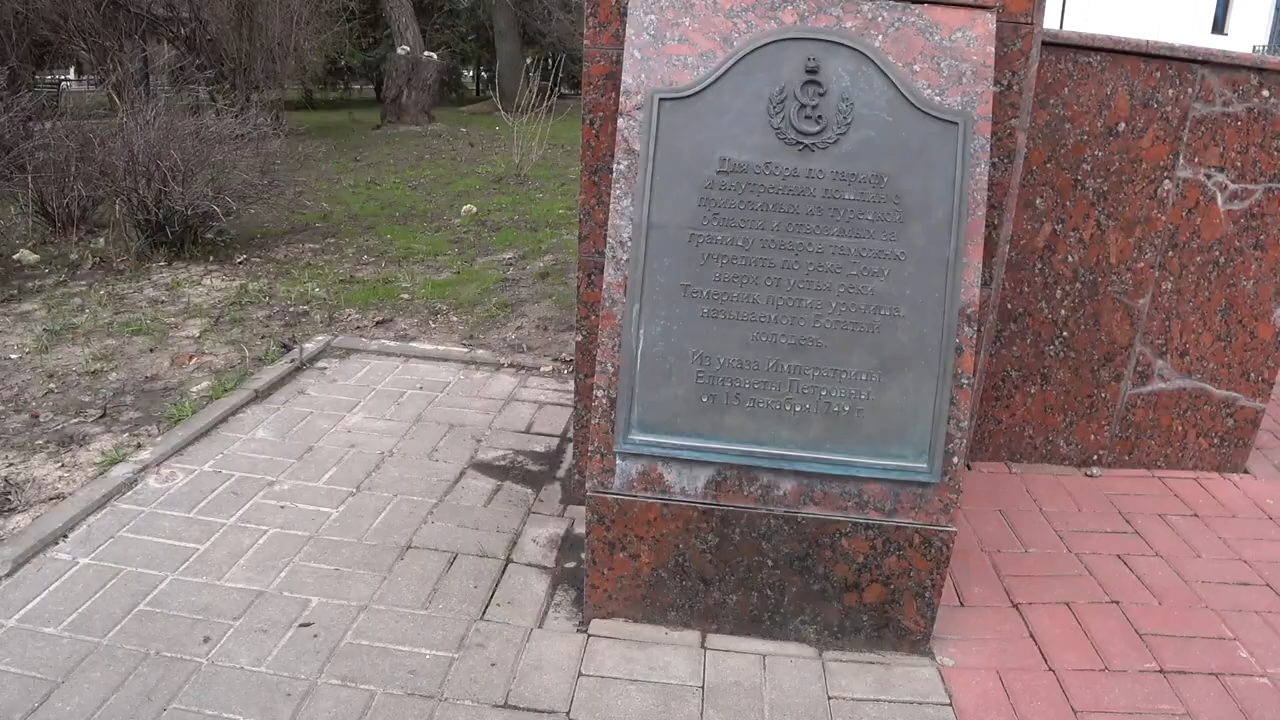 Для сбора по тарифу
и внутренних пошлин с
привозимых из турецкой
области и отвозимых за
границу товаров таможню
учредить по реке Дону
вверх от устья реки
Темерник против урочища,
называемого Богатый
колодезь.
Из указа Императрицы
Елизаветы Петровны.
от 15 декабря 1749 г.